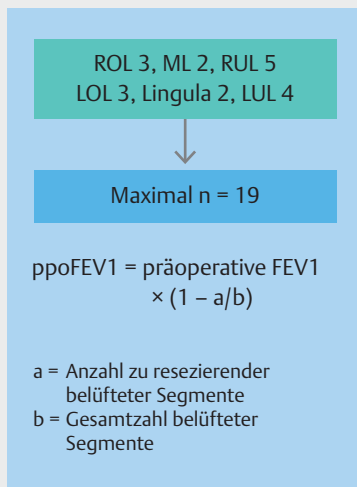 ROL 3, ML 2, RUL 5
LOL 3, Lingula 2, LUL 4
Maximal n = 19
ppoFEV1 = präoperative FEV1
× (1 – a/b)
a = Anzahl zu resezierender
belüfteter Segmente
b = Gesamtzahl belüfteter
Segmente